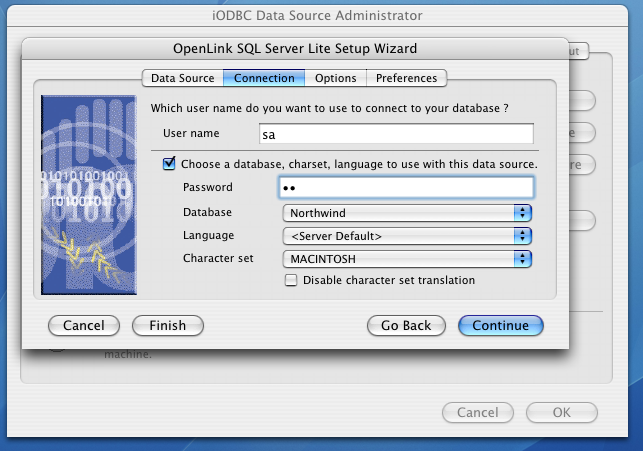 iODBC Data Source Administrator
OpenLink SQL Server Lite Setup Wizard
ut
Data Source Connection Options Preferences
Which user name do you want to use to connect to your database ?
User name sa
e
Choose a database, charset, language to use with this data source.
re
Password ••
Database Northwind
Language <Server Default>
Character set MACINTOSH
Disable character set translation
Cancel Finish Go Back Continue
machine.
Cancel OK